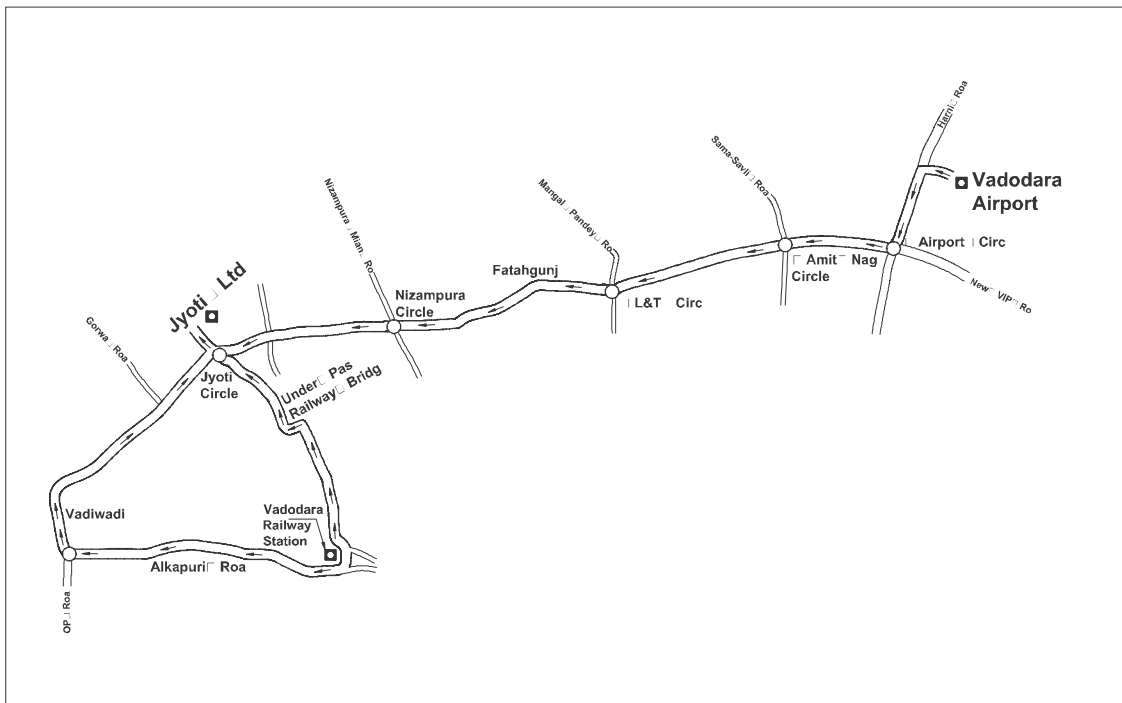 Harni Roa
Vadodara
Airport
Sama-Savli Roa
Airport Circ
Amit Nag
Circle
New VIP Ro
Mangal Pandey Ro
Nizampura Mian Ro
Fatahgunj
L&T Circ
Nizampura
Circle
Jyoti Ltd
Gorwa Roa
Jyoti
Circle
Under Pas
Railway Bridg
Vadiwadi
Vadodara
Railway
Station
Alkapuri Roa
OP Roa